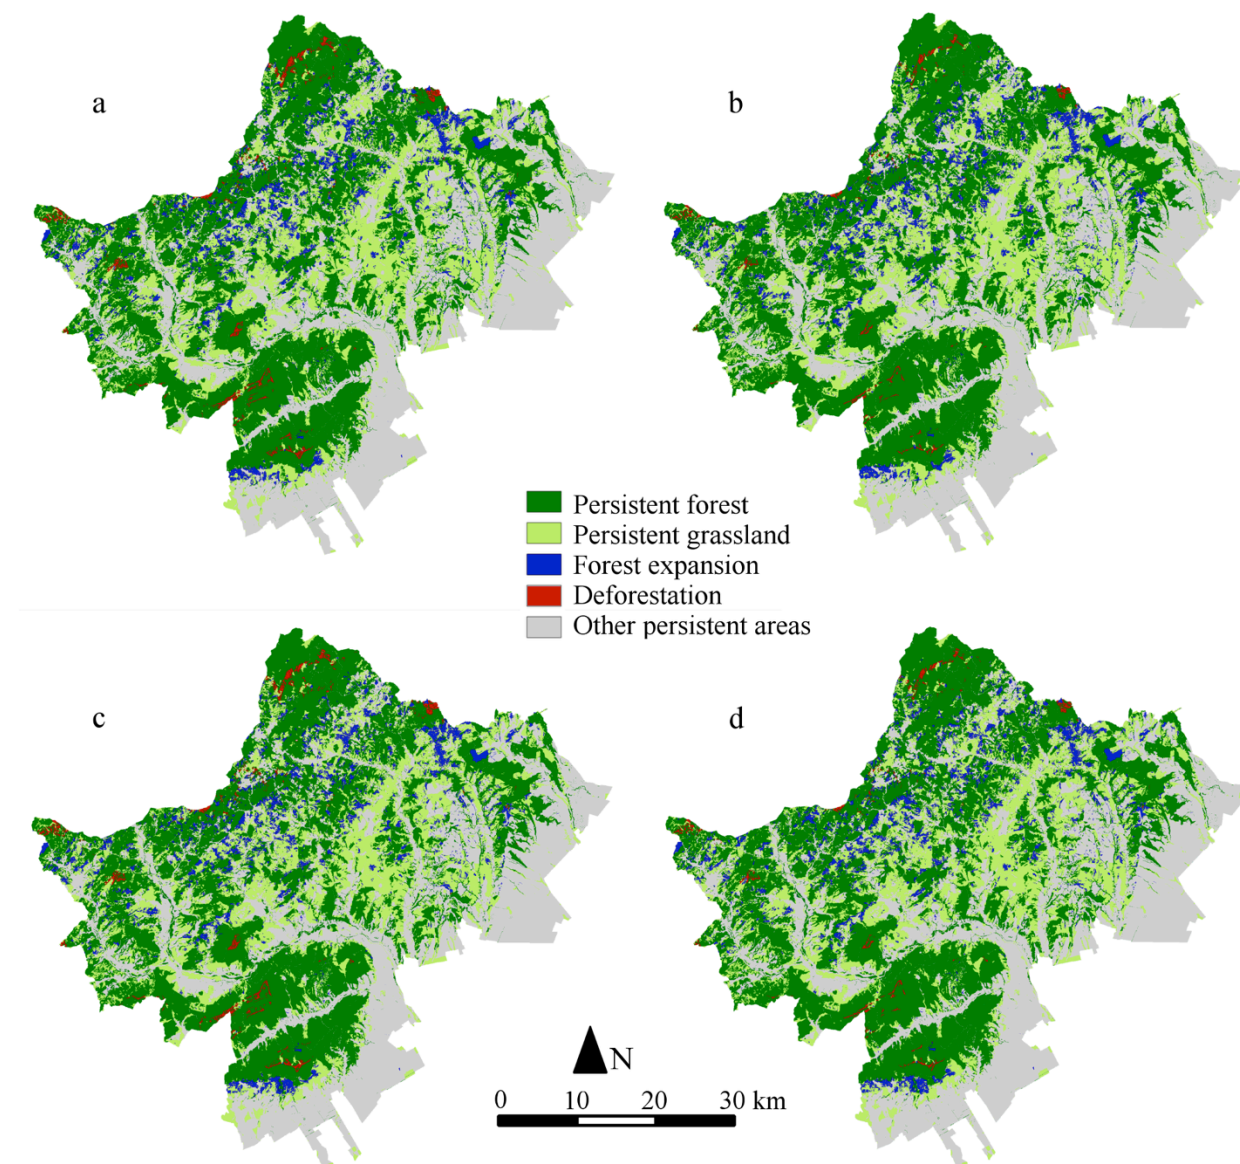 a
b
Persistent forest
Persistent grassland
Forest expansion
Deforestation
Other persistent areas
c
d
N
0 10 20 30 km